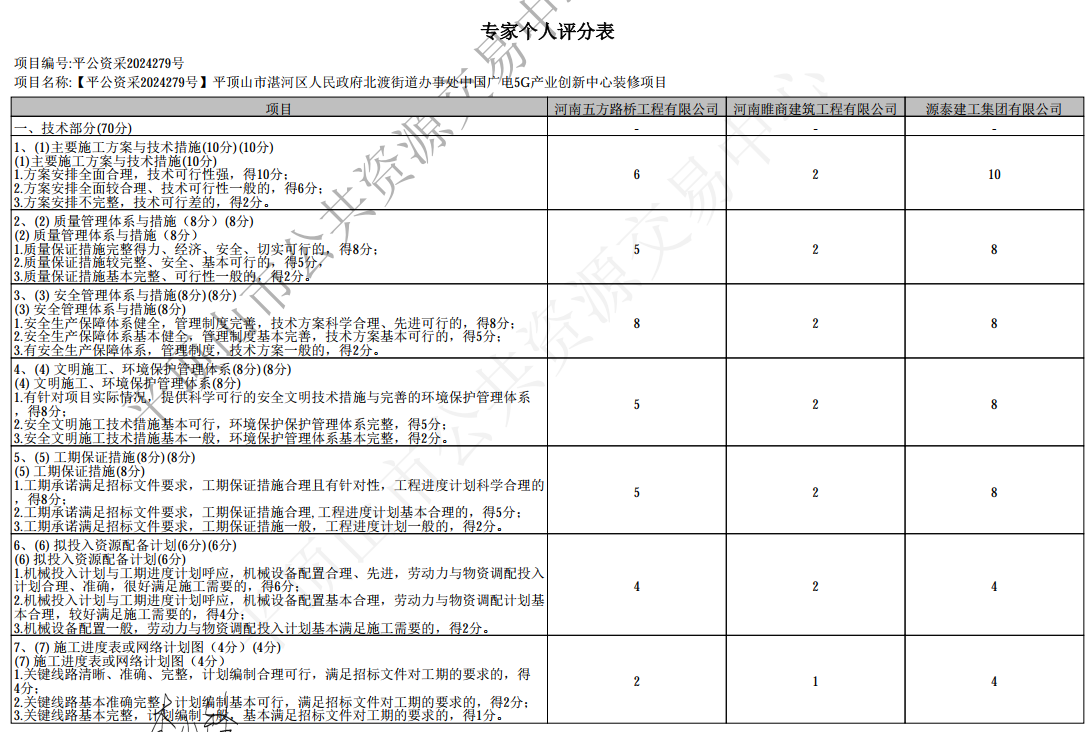 专家个人评分表
项目编号:平公资采2024279号
项目名称:【平公资采2024279号】平顶山市湛河区人民政府北渡街道办事处中国广电5G产业创新中心装修项目
项目 河南五方路桥工程有限公司 河南睢商建筑工程有限公司 源泰建工集团有限公司
一、技术部分(70分) - - -
1、(1)主要施工方案与技术措施(10分)(10分)
(1)主要施工方案与技术措施(10分)
1.方案安排全面合理，技术可行性强，得10分；
2.方案安排全面较合理、技术可行性一般的，得6分；
3.方案安排不完整，技术可行差的，得2分。
6 2 10
2、(2) 质量管理体系与措施（8分）(8分)
(2) 质量管理体系与措施（8分）
1.质量保证措施完整得力、经济、安全、切实可行的，得8分；
2.质量保证措施较完整、安全、基本可行的，得5分，
3.质量保证措施基本完整、可行性一般的，得2分。
5 2 8
3、(3) 安全管理体系与措施(8分)(8分)
(3) 安全管理体系与措施(8分)
1.安全生产保障体系健全，管理制度完善，技术方案科学合理、先进可行的，得8分；
2.安全生产保障体系基本健全，管理制度基本完善，技术方案基本可行的，得5分；
3.有安全生产保障体系，管理制度，技术方案一般的，得2分。
8 2 8
4、(4) 文明施工、环境保护管理体系(8分)(8分)
(4) 文明施工、环境保护管理体系(8分)
1.有针对项目实际情况，提供科学可行的安全文明技术措施与完善的环境保护管理体系
，得8分；
2.安全文明施工技术措施基本可行，环境保护保护管理体系完整，得5分；
3.安全文明施工技术措施基本一般，环境保护管理体系基本完整，得2分。
5 2 8
5、(5) 工期保证措施(8分)(8分)
(5) 工期保证措施(8分)
1.工期承诺满足招标文件要求，工期保证措施合理且有针对性，工程进度计划科学合理的
，得8分；
2.工期承诺满足招标文件要求，工期保证措施合理,工程进度计划基本合理的，得5分；
3.工期承诺满足招标文件要求，工期保证措施一般，工程进度计划一般的，得2分。
5 2 8
6、(6) 拟投入资源配备计划(6分)(6分)
(6) 拟投入资源配备计划(6分)
1.机械投入计划与工期进度计划呼应，机械设备配置合理、先进，劳动力与物资调配投入
计划合理、准确，很好满足施工需要的，得6分；
2.机械投入计划与工期进度计划呼应，机械设备配置基本合理，劳动力与物资调配计划基
本合理，较好满足施工需要的，得4分；
3.机械设备配置一般，劳动力与物资调配投入计划基本满足施工需要的，得2分。
4 2 4
7、(7) 施工进度表或网络计划图（4分）(4分)
(7) 施工进度表或网络计划图（4分）
1.关键线路清晰、准确、完整，计划编制合理可行，满足招标文件对工期的要求的，得
4分；
2.关键线路基本准确完整，计划编制基本可行，满足招标文件对工期的要求的，得2分；
3.关键线路基本完整，计划编制一般，基本满足招标文件对工期的要求的，得1分。
2 1 4
平顶山市公共资源交易中心
平顶山市公共资源交易中心